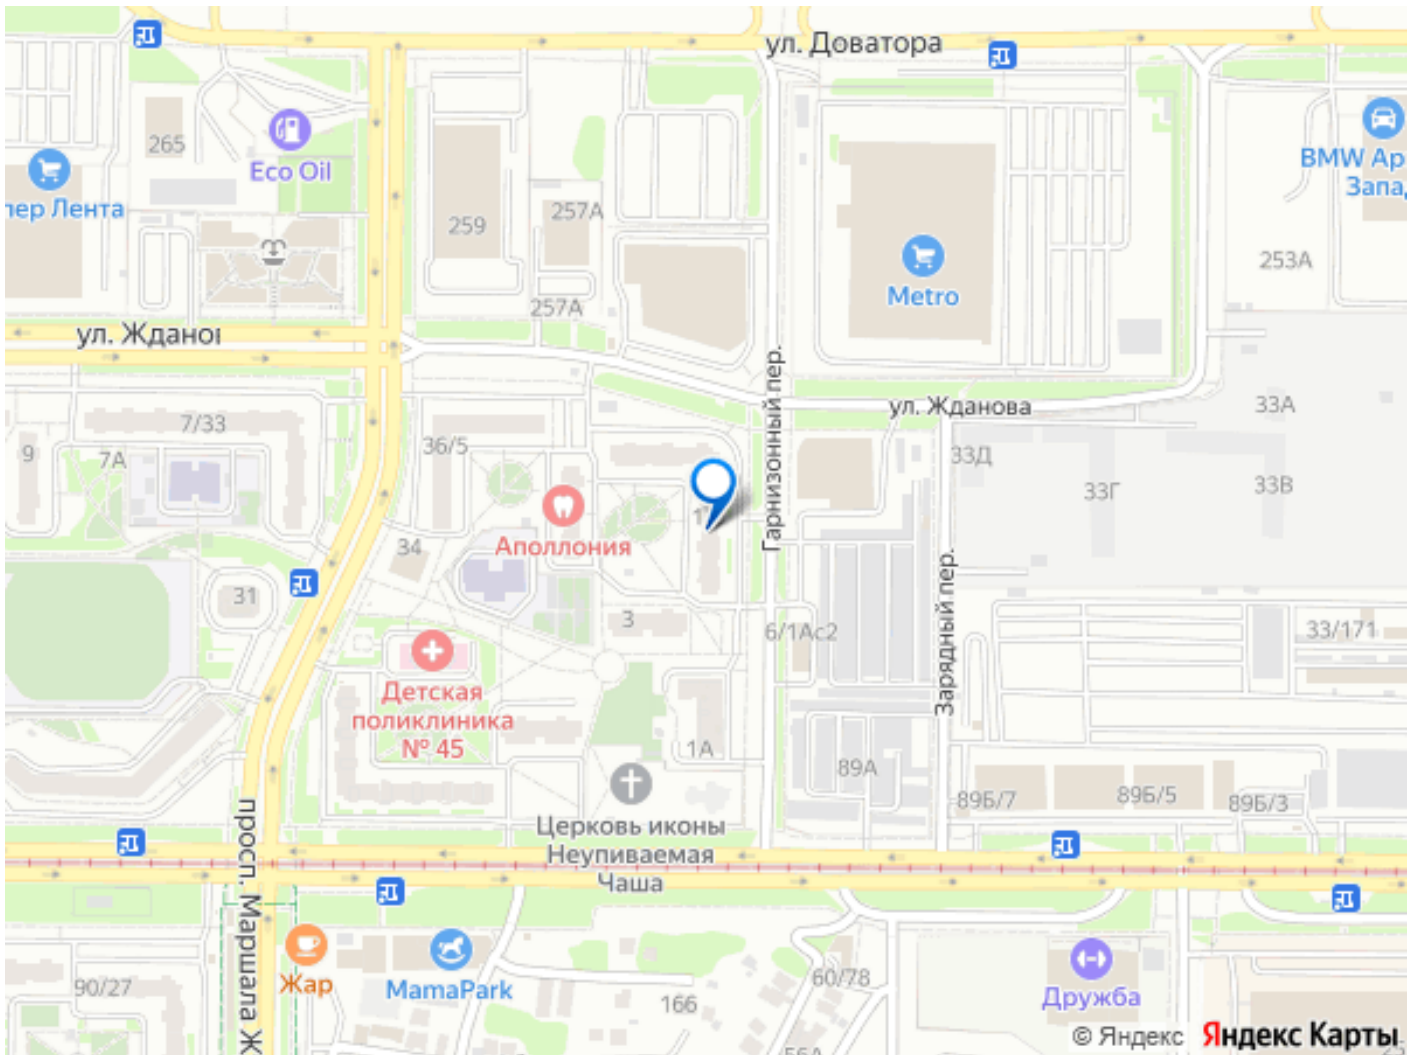 ул. Доватора
265
Eco Oil
BMW Ар
Запад
пер Лента
259
257А
253А
257А
Metro
ул. Ждано
Гарнизонный пер.
ул. Жданова
33А
7/33
36/5
9
7А
33Д
33Г
33В
Аполлония
34
31
3
6/1Ас2
Зарядный пер.
33/171
Детская
поликлиника
№ 45
1А
89А
89Б/7
89Б/5
89Б/3
Церковь иконы
Неупиваемая
Чаша
просп. Маршала Ж
Жар
MamaPark
90/27
166
60/78
Дружба
56А
© Яндекс
Яндекс Карты